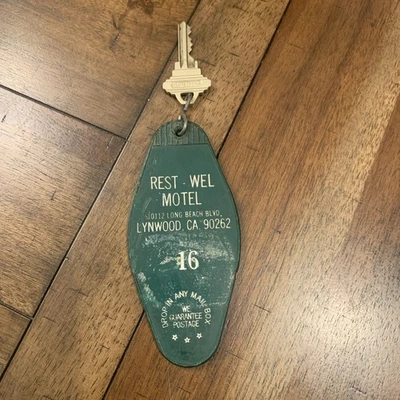 REST - WEL
MOTEL
10112 LONG BEACH BLVD.
LYNWOOD, CA. 90262
16
DROP IN ANY MAIL BOX
WE
GUARANTEE
POSTAGE